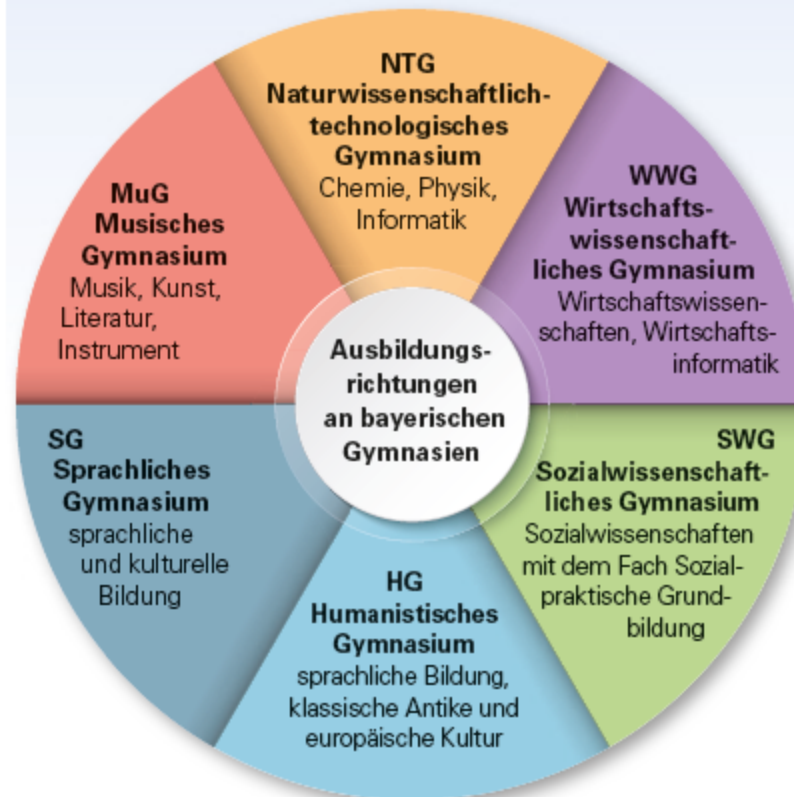 NTG
Naturwissenschaftlich-
technologisches
Gymnasium
Chemie, Physik,
Informatik
WWG
Wirtschafts-
wissenschaft-
liches Gymnasium
Wirtschaftswissen-
schaften, Wirtschafts-
informatik
SWG
Sozialwissenschaft-
liches Gymnasium
Sozialwissenschaften
mit dem Fach Sozial-
praktische Grund-
bildung
HG
Humanistisches
Gymnasium
sprachliche Bildung,
klassische Antike und
europäische Kultur
SG
Sprachliches
Gymnasium
sprachliche
und kulturelle
Bildung
MuG
Musisches
Gymnasium
Musik, Kunst,
Literatur,
Instrument
Ausbildungs-
richtungen
an bayerischen
Gymnasien